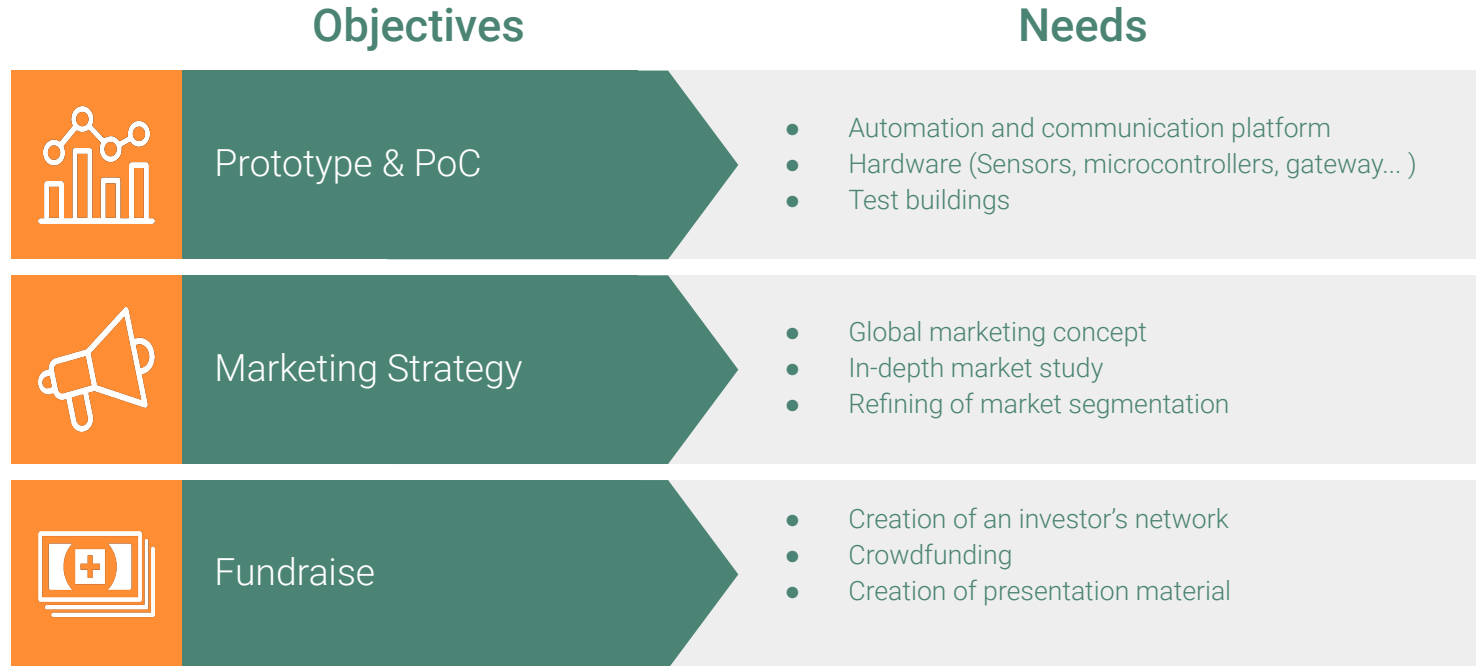 Objectives
Needs
Prototype & PoC
● Automation and communication platform
● Hardware (Sensors, microcontrollers, gateway... )
● Test buildings
Marketing Strategy
● Global marketing concept
● In-depth market study
● Refining of market segmentation
Fundraise
● Creation of an investor’s network
● Crowdfunding
● Creation of presentation material